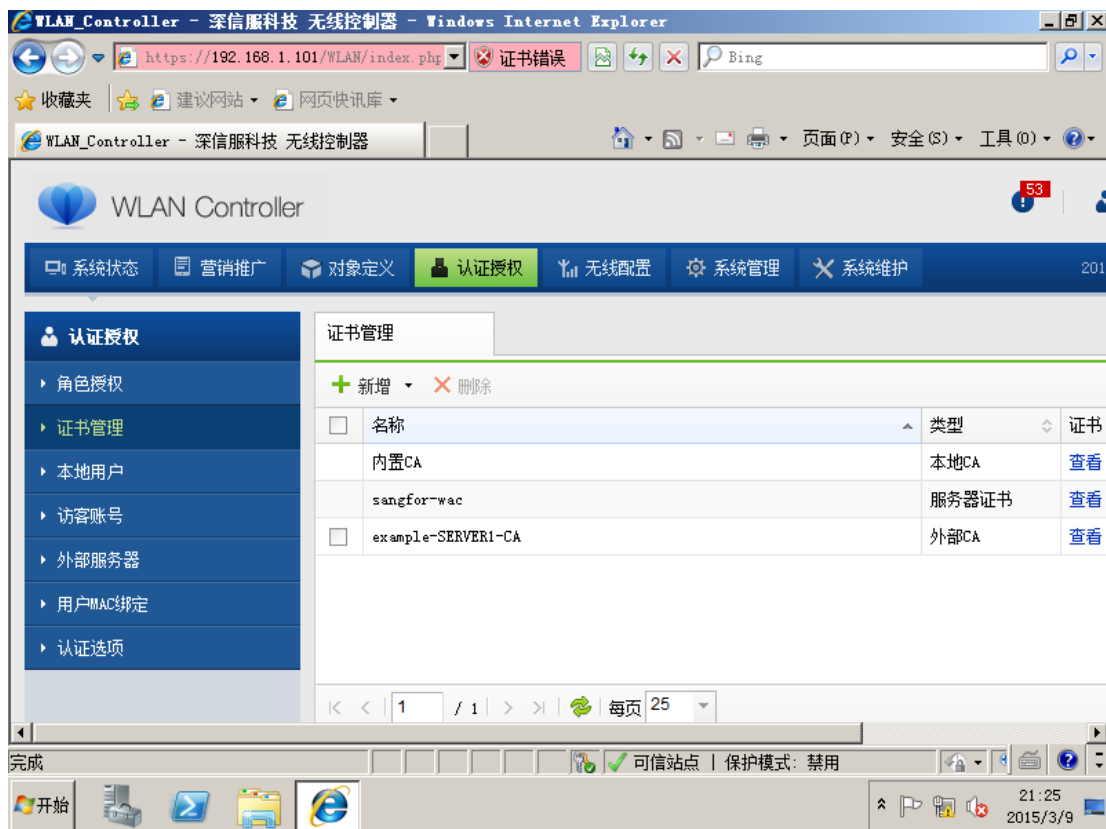 WLAN_Controller - 深信服科技 无线控制器 - Windows Internet Explorer
https://192.168.1.101/WLAN/index.php 证书错误 Bing
收藏夹 建议网站 网页快讯库
WLAN_Controller - 深信服科技 无线控制器 页面(P) 安全(S) 工具(O)
WLAN Controller 53
系统状态 营销推广 对象定义 认证授权 无线配置 系统管理 系统维护 201
认证授权
角色授权
证书管理
本地用户
访客账号
外部服务器
用户MAC绑定
认证选项
证书管理
新增 删除
名称 类型 证书
内置CA 本地CA 查看
sangfor-wac 服务器证书 查看
example-SERVER1-CA 外部CA 查看
1 / 1 每页 25
完成 可信站点 | 保护模式: 禁用
开始 21:25
2015/3/9